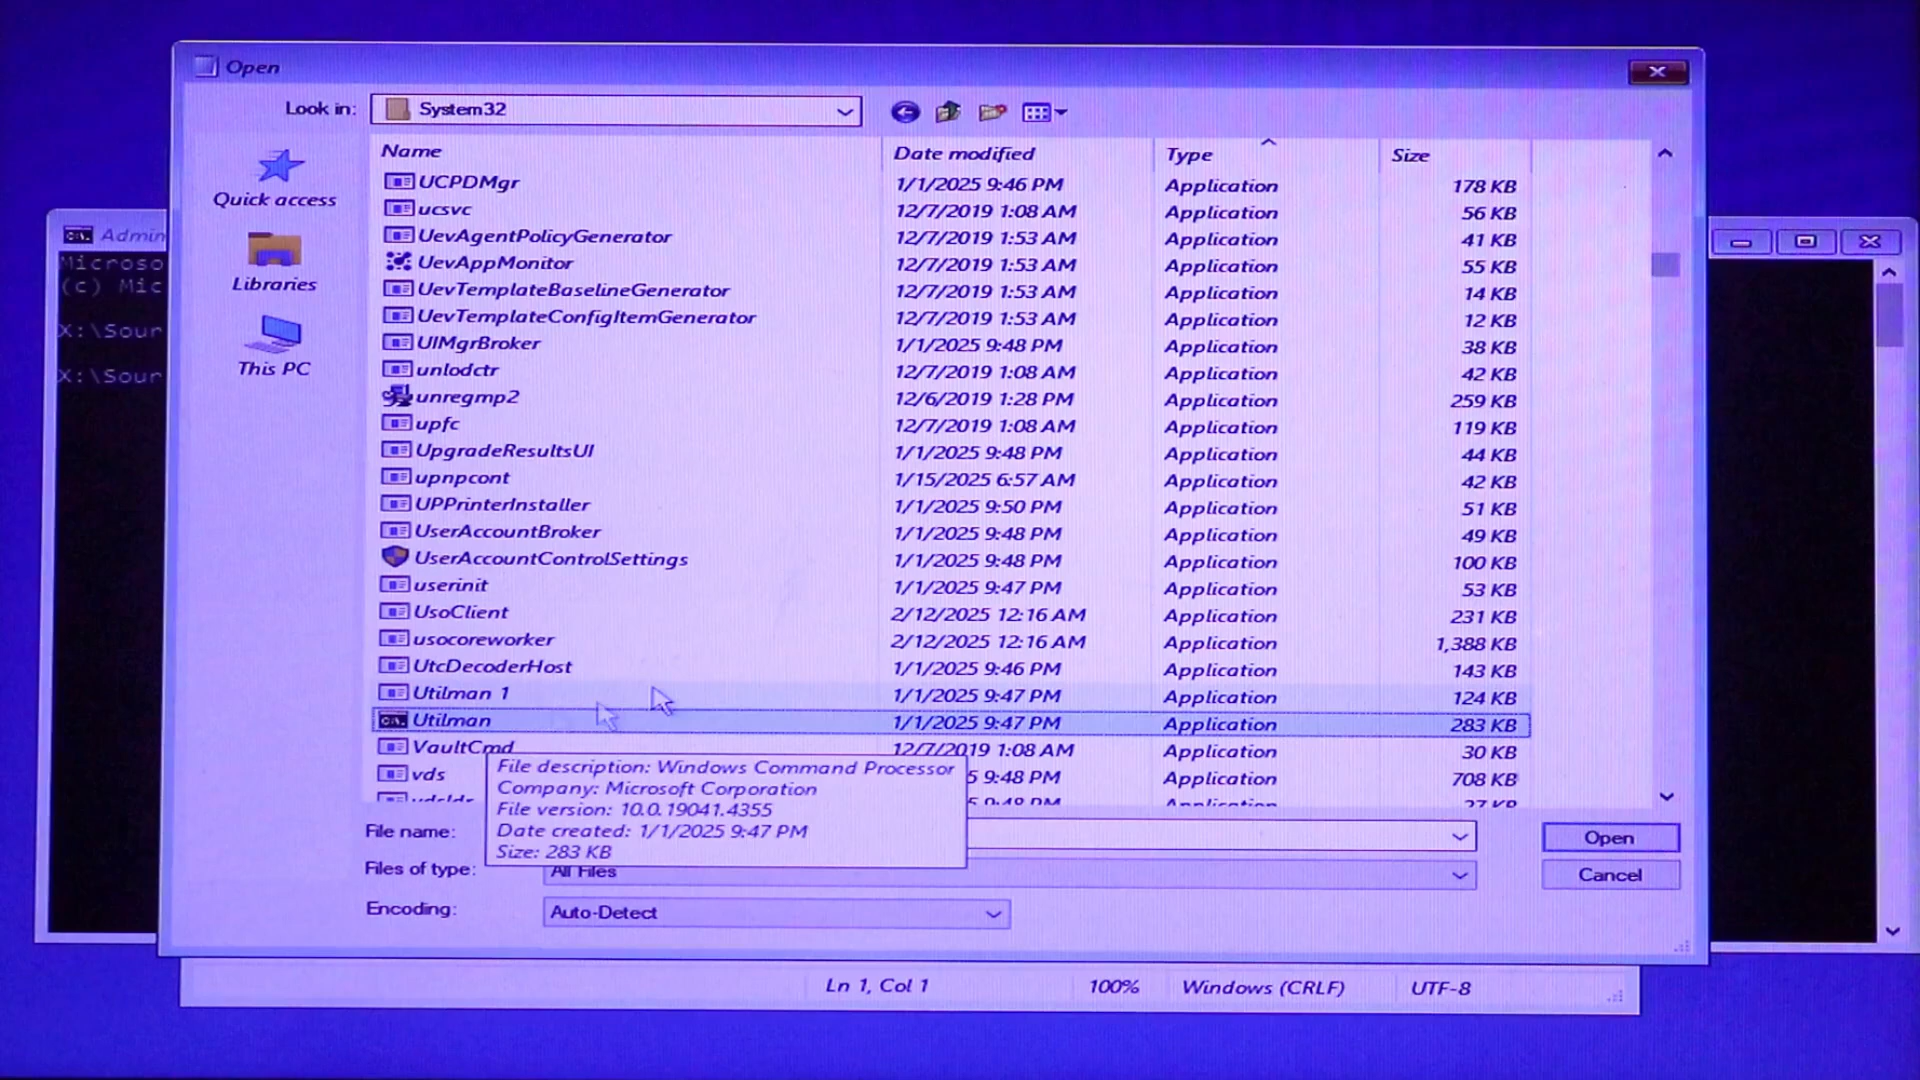 Open
Look in: System32
Name Date modified Type Size
Quick access
Libraries
This PC
UCPDMgr 1/1/2025 9:46 PM Application 178 KB
ucsvc 12/7/2019 1:08 AM Application 56 KB
UevAgentPolicyGenerator 12/7/2019 1:53 AM Application 41 KB
UevAppMonitor 12/7/2019 1:53 AM Application 55 KB
UevTemplateBaselineGenerator 12/7/2019 1:53 AM Application 14 KB
UevTemplateConfigItemGenerator 12/7/2019 1:53 AM Application 12 KB
UIMgrBroker 1/1/2025 9:48 PM Application 38 KB
unlodctr 12/7/2019 1:08 AM Application 42 KB
unregmp2 12/6/2019 1:28 PM Application 259 KB
upfc 12/7/2019 1:08 AM Application 119 KB
UpgradeResultsUI 1/1/2025 9:48 PM Application 44 KB
upnpcont 1/15/2025 6:57 AM Application 42 KB
UPPrinterInstaller 1/1/2025 9:50 PM Application 51 KB
UserAccountBroker 1/1/2025 9:48 PM Application 49 KB
UserAccountControlSettings 1/1/2025 9:48 PM Application 100 KB
userinit 1/1/2025 9:47 PM Application 53 KB
UsoClient 2/12/2025 12:16 AM Application 231 KB
usocoreworker 2/12/2025 12:16 AM Application 1,388 KB
UtcDecoderHost 1/1/2025 9:46 PM Application 143 KB
Utilman 1 1/1/2025 9:47 PM Application 124 KB
Utilman 1/1/2025 9:47 PM Application 283 KB
VaultCmd 12/7/2019 1:08 AM Application 30 KB
vds 5 9:48 PM Application 708 KB
File description: Windows Command Processor
Company: Microsoft Corporation
File version: 10.0.19041.4355
Date created: 1/1/2025 9:47 PM
Size: 283 KB
File name:
Files of type: All Files
Encoding: Auto-Detect
Open
Cancel
Admin
Microso
(c) Mic
X:\Sour
X:\Sour
Ln 1, Col 1 100% Windows (CRLF) UTF-8